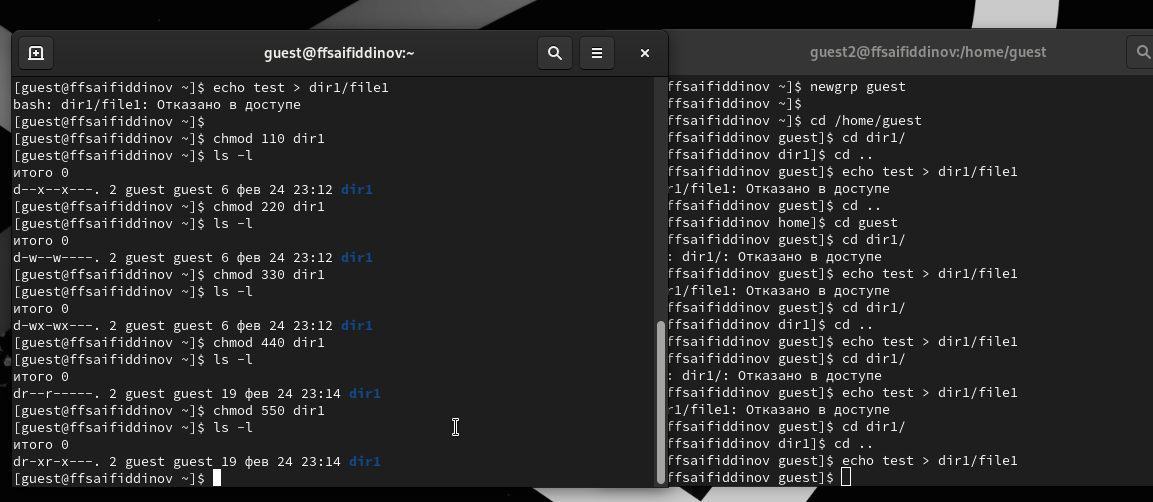 guest@ffsaifiddinov:~
[guest@ffsaifiddinov ~]$ echo test > dir1/file1
bash: dir1/file1: Отказано в доступе
[guest@ffsaifiddinov ~]$
[guest@ffsaifiddinov ~]$ chmod 110 dir1
[guest@ffsaifiddinov ~]$ ls -l
итого 0
d--x--x---. 2 guest guest 6 фев 24 23:12 dir1
[guest@ffsaifiddinov ~]$ chmod 220 dir1
[guest@ffsaifiddinov ~]$ ls -l
итого 0
d-w--w----. 2 guest guest 6 фев 24 23:12 dir1
[guest@ffsaifiddinov ~]$ chmod 330 dir1
[guest@ffsaifiddinov ~]$ ls -l
итого 0
d-wx-wx---. 2 guest guest 6 фев 24 23:12 dir1
[guest@ffsaifiddinov ~]$ chmod 440 dir1
[guest@ffsaifiddinov ~]$ ls -l
итого 0
dr--r-----. 2 guest guest 19 фев 24 23:14 dir1
[guest@ffsaifiddinov ~]$ chmod 550 dir1
[guest@ffsaifiddinov ~]$ ls -l
итого 0
dr-xr-x---. 2 guest guest 19 фев 24 23:14 dir1
[guest@ffsaifiddinov ~]$
guest2@ffsaifiddinov:/home/guest
ffsaifiddinov ~]$ newgrp guest
ffsaifiddinov ~]$
ffsaifiddinov ~]$ cd /home/guest
ffsaifiddinov guest]$ cd dir1/
ffsaifiddinov dir1]$ cd ..
ffsaifiddinov guest]$ echo test > dir1/file1
r1/file1: Отказано в доступе
ffsaifiddinov guest]$ cd ..
ffsaifiddinov home]$ cd guest
ffsaifiddinov guest]$ cd dir1/
: dir1/: Отказано в доступе
ffsaifiddinov guest]$ echo test > dir1/file1
r1/file1: Отказано в доступе
ffsaifiddinov guest]$ cd dir1/
ffsaifiddinov dir1]$ cd ..
ffsaifiddinov guest]$ echo test > dir1/file1
ffsaifiddinov guest]$ cd dir1/
: dir1/: Отказано в доступе
ffsaifiddinov guest]$ echo test > dir1/file1
r1/file1: Отказано в доступе
ffsaifiddinov guest]$ cd dir1/
ffsaifiddinov dir1]$ cd ..
ffsaifiddinov guest]$ echo test > dir1/file1
ffsaifiddinov guest]$